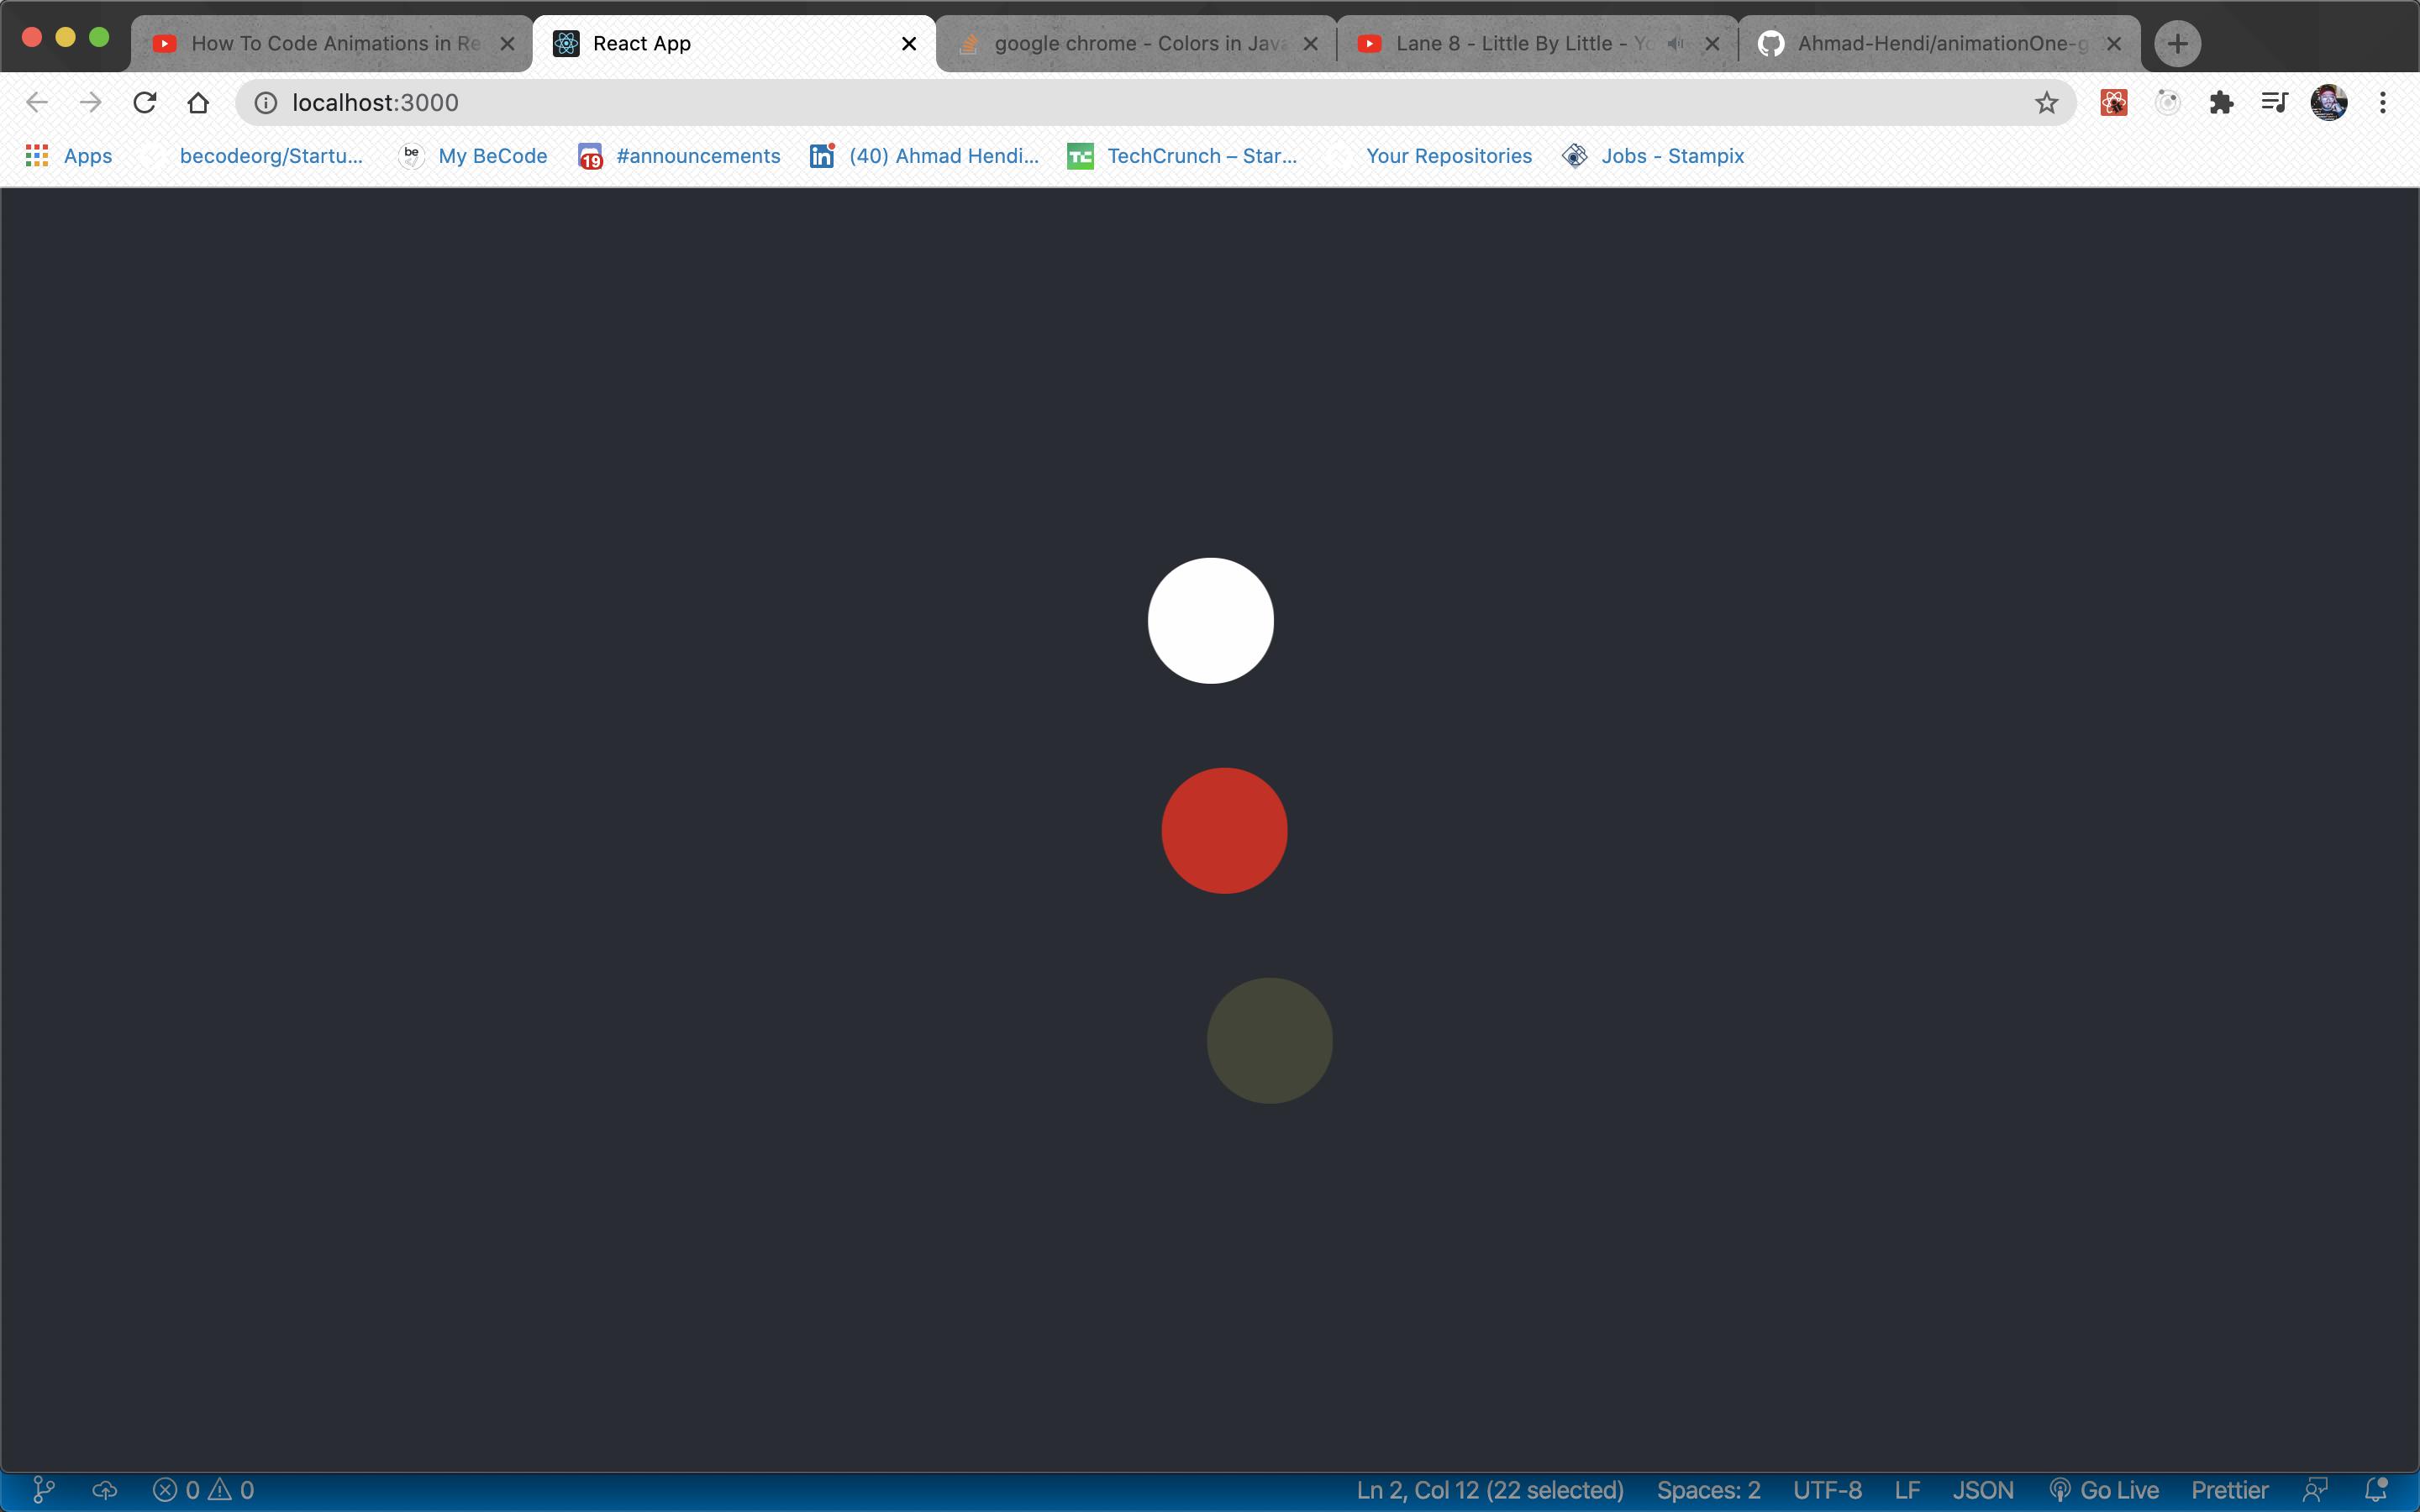 How To Code Animations in Re
React App
google chrome - Colors in Java
Lane 8 - Little By Little - Yo
Ahmad-Hendi/animationOne-g
localhost:3000
Apps
becodeorg/Startu...
be
My BeCode
19
#announcements
in
(40) Ahmad Hendi...
TC
TechCrunch – Star...
Your Repositories
Jobs - Stampix
0 0
Ln 2, Col 12 (22 selected)
Spaces: 2
UTF-8
LF
JSON
Go Live
Prettier